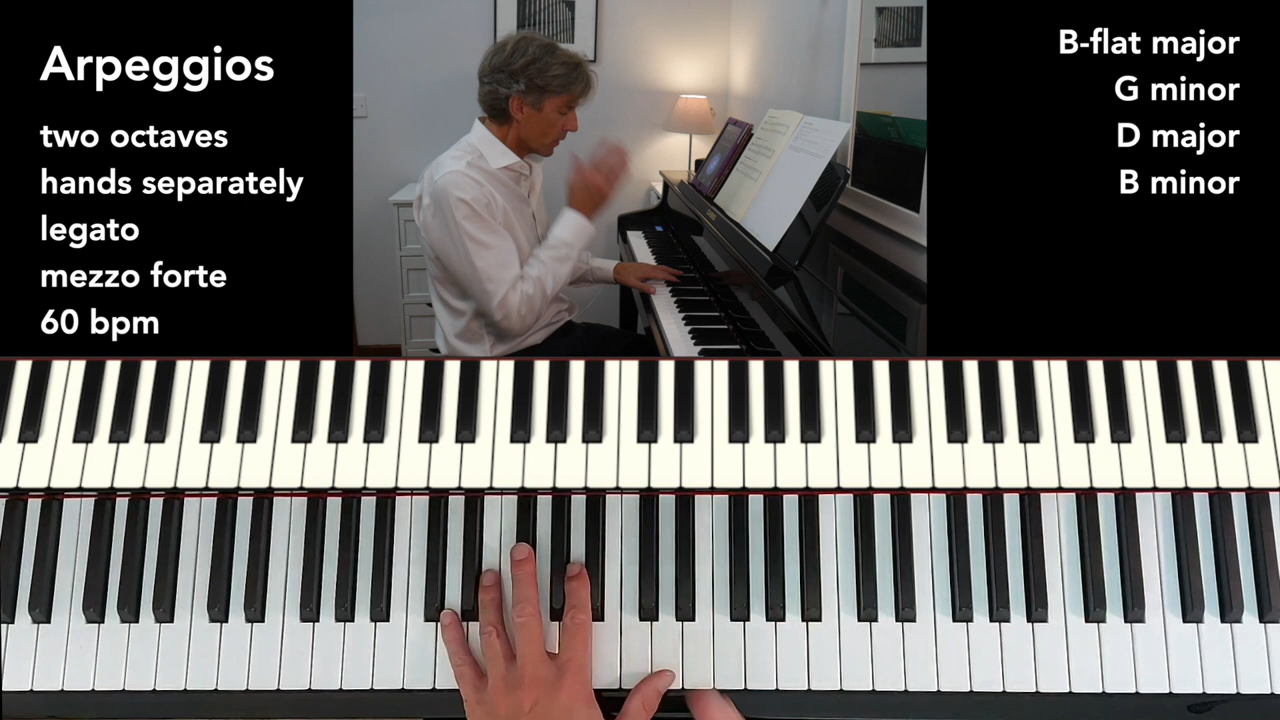 Arpeggios
two octaves
hands separately
legato
mezzo forte
60 bpm
B-flat major
G minor
D major
B minor